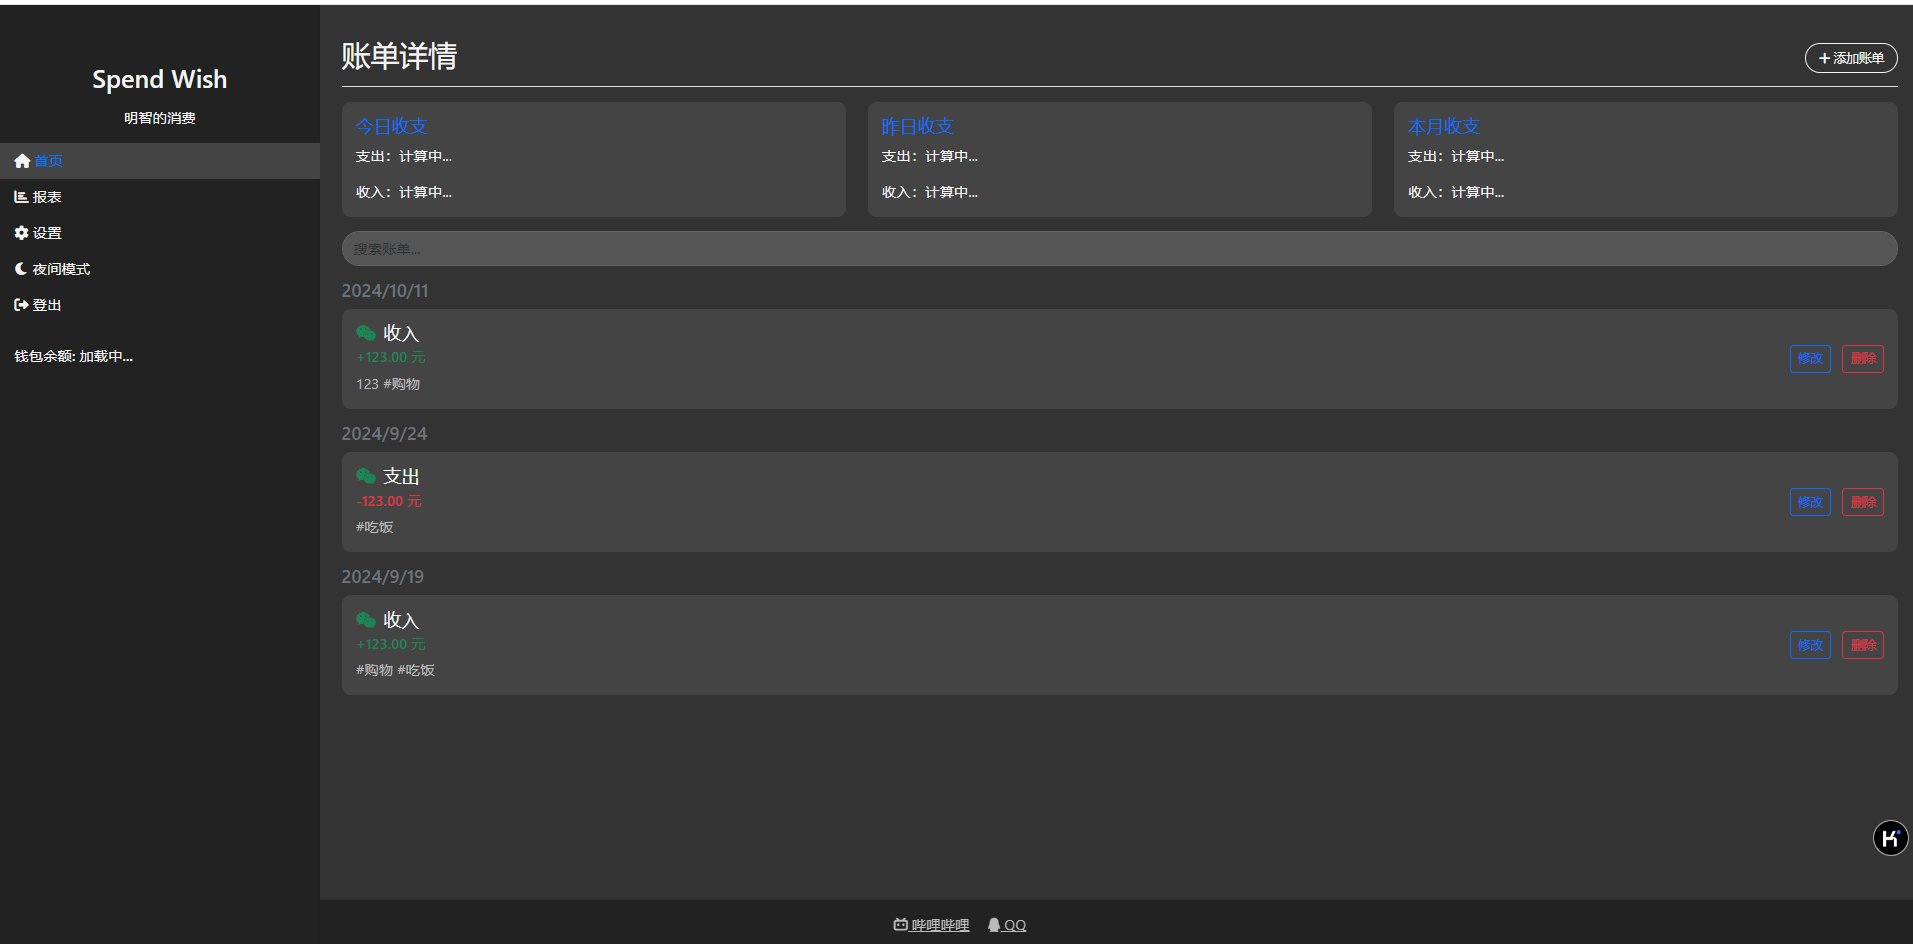 Spend Wish
明智的消费
首页
报表
设置
夜间模式
登出
钱包余额: 加载中...
账单详情
添加账单
今日收支
支出：计算中...
收入：计算中...
昨日收支
支出：计算中...
收入：计算中...
本月收支
支出：计算中...
收入：计算中...
搜索账单...
2024/10/11
收入
+123.00 元
123 #购物
修改 删除
2024/9/24
支出
-123.00 元
#吃饭
修改 删除
2024/9/19
收入
+123.00 元
#购物 #吃饭
修改 删除
K
哔哩哔哩 QQ